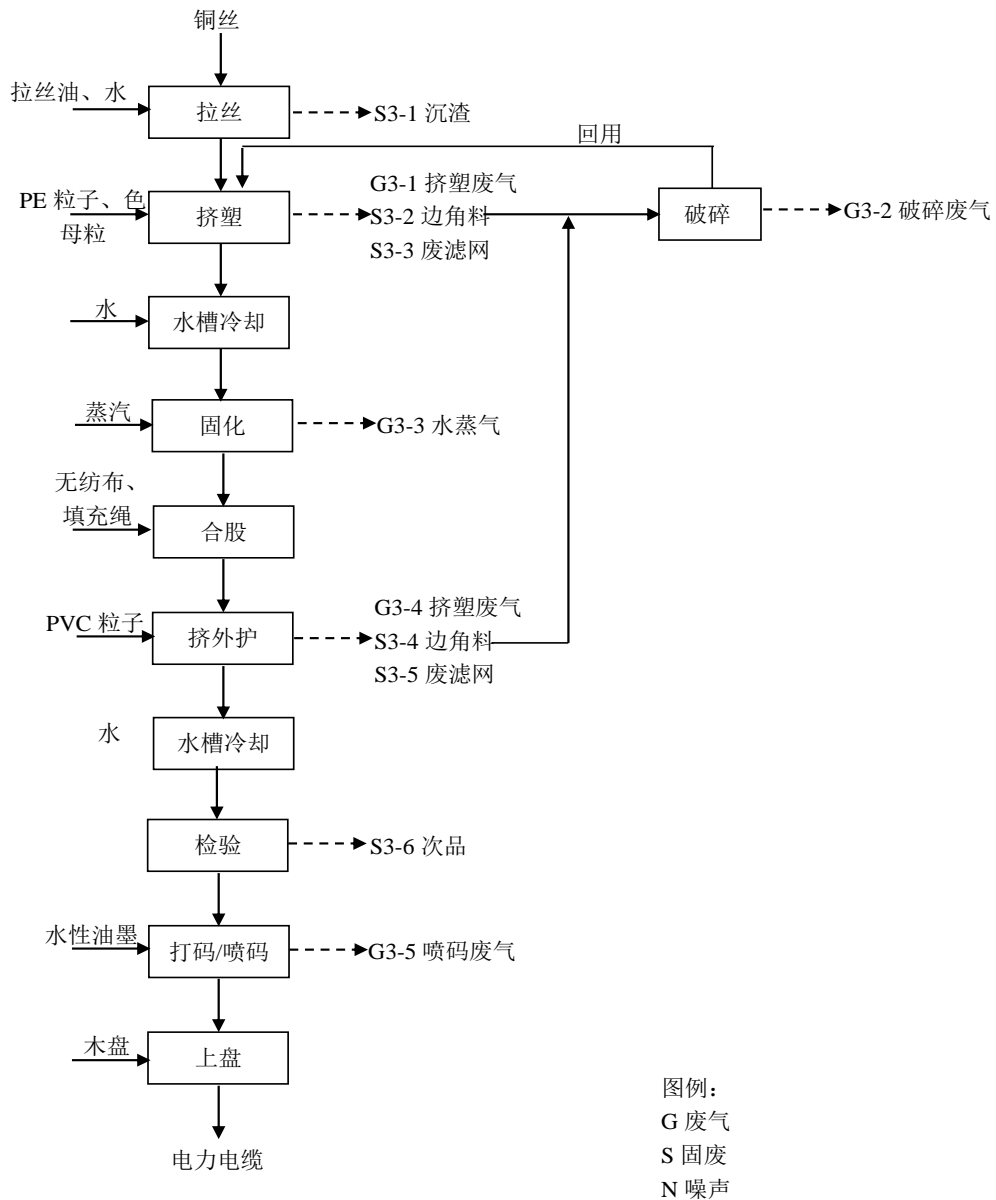 铜丝
拉丝油、水
拉丝
S3-1 沉渣
回用
PE 粒子、色
母粒
挤塑
G3-1 挤塑废气
S3-2 边角料
S3-3 废滤网
破碎
G3-2 破碎废气
水
水槽冷却
蒸汽
固化
G3-3 水蒸气
无纺布、
填充绳
合股
PVC 粒子
挤外护
G3-4 挤塑废气
S3-4 边角料
S3-5 废滤网
水
水槽冷却
检验
S3-6 次品
水性油墨
打码/喷码
G3-5 喷码废气
木盘
上盘
电力电缆
图例：
G 废气
S 固废
N 噪声